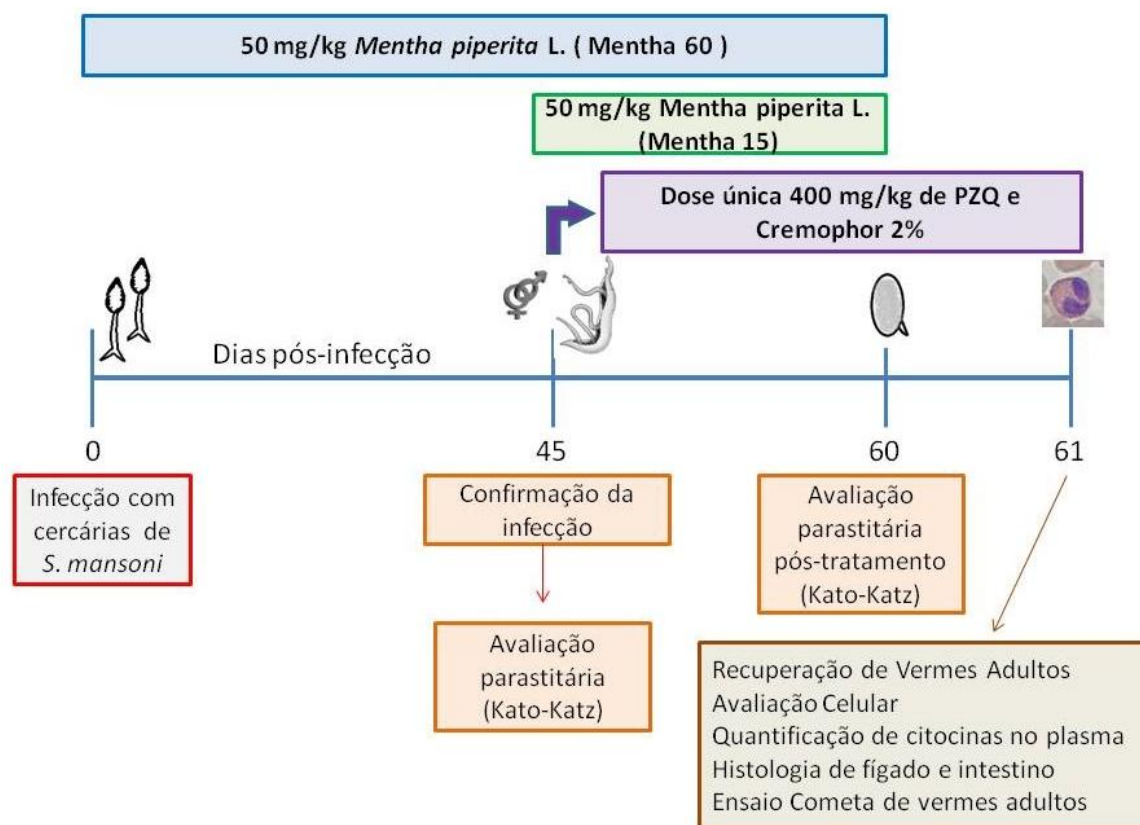 50 mg/kg Mentha piperita L. ( Mentha 60 )
50 mg/kg Mentha piperita L.
(Mentha 15)
Dose única 400 mg/kg de PZQ e
Cremophor 2%
Dias pós-infecção
0
45
60
61
Infecção com
cercárias de
S. mansoni
Confirmação da
infecção
Avaliação
parastitária
(Kato-Katz)
Avaliação
parastitária
pós-tratamento
(Kato-Katz)
Recuperação de Vermes Adultos
Avaliação Celular
Quantificação de citocinas no plasma
Histologia de fígado e intestino
Ensaio Cometa de vermes adultos